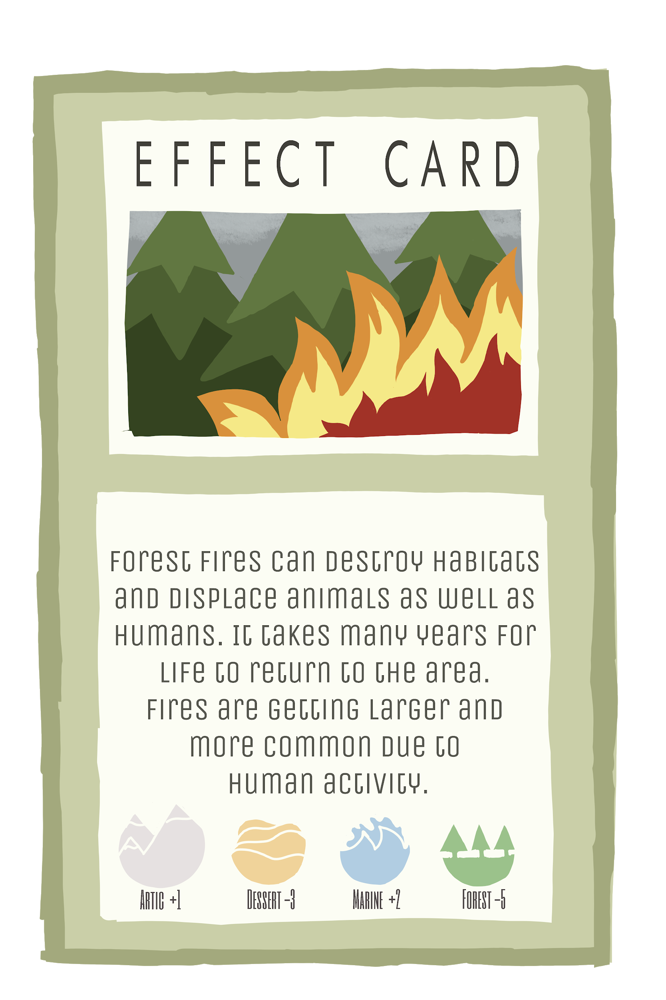 EFFECT CARD
Forest fires can destroy habitats
and displace animals as well as
humans. It takes many years for
life to return to the area.
Fires are getting larger and
more common due to
human activity.
Artic +1
Dessert -3
Marine +2
Forest -5